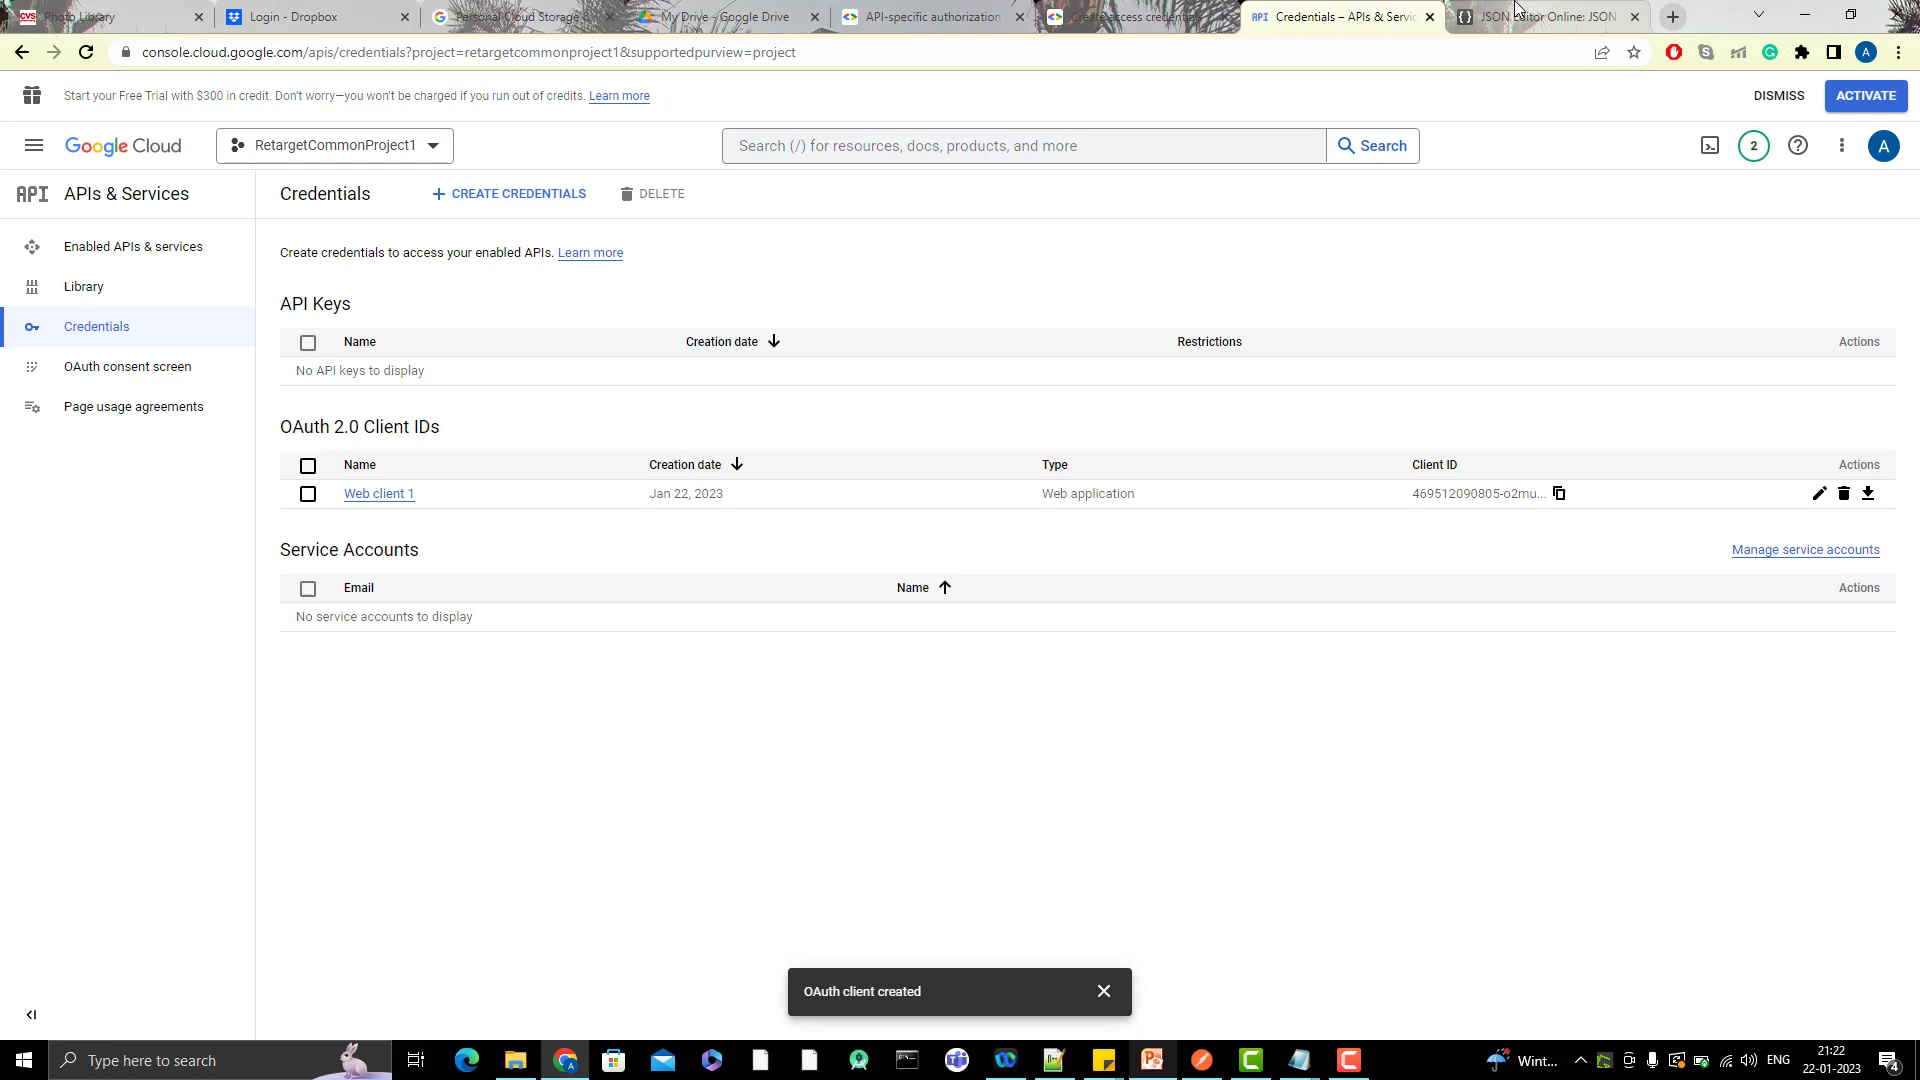 CVS Photo Library
Login - Dropbox
Personal Cloud Storage
My Drive - Google Drive
API-specific authorization
Create access credentials
API Credentials – APIs & Servic
JSON Editor Online: JSON
console.cloud.google.com/apis/credentials?project=retargetcommonproject1&supportedpurview=project
A
Start your Free Trial with $300 in credit. Don't worry—you won't be charged if you run out of credits. Learn more
DISMISS
ACTIVATE
Google Cloud
RetargetCommonProject1
Search (/) for resources, docs, products, and more
Search
2
A
API APIs & Services
Credentials
CREATE CREDENTIALS
DELETE
Enabled APIs & services
Library
Credentials
OAuth consent screen
Page usage agreements
Create credentials to access your enabled APIs. Learn more
API Keys
Name
Creation date
Restrictions
Actions
No API keys to display
OAuth 2.0 Client IDs
Name
Creation date
Type
Client ID
Actions
Web client 1
Jan 22, 2023
Web application
469512090805-o2mu...
Service Accounts
Manage service accounts
Email
Name
Actions
No service accounts to display
OAuth client created
Type here to search
Wint...
ENG
21:22
22-01-2023
4